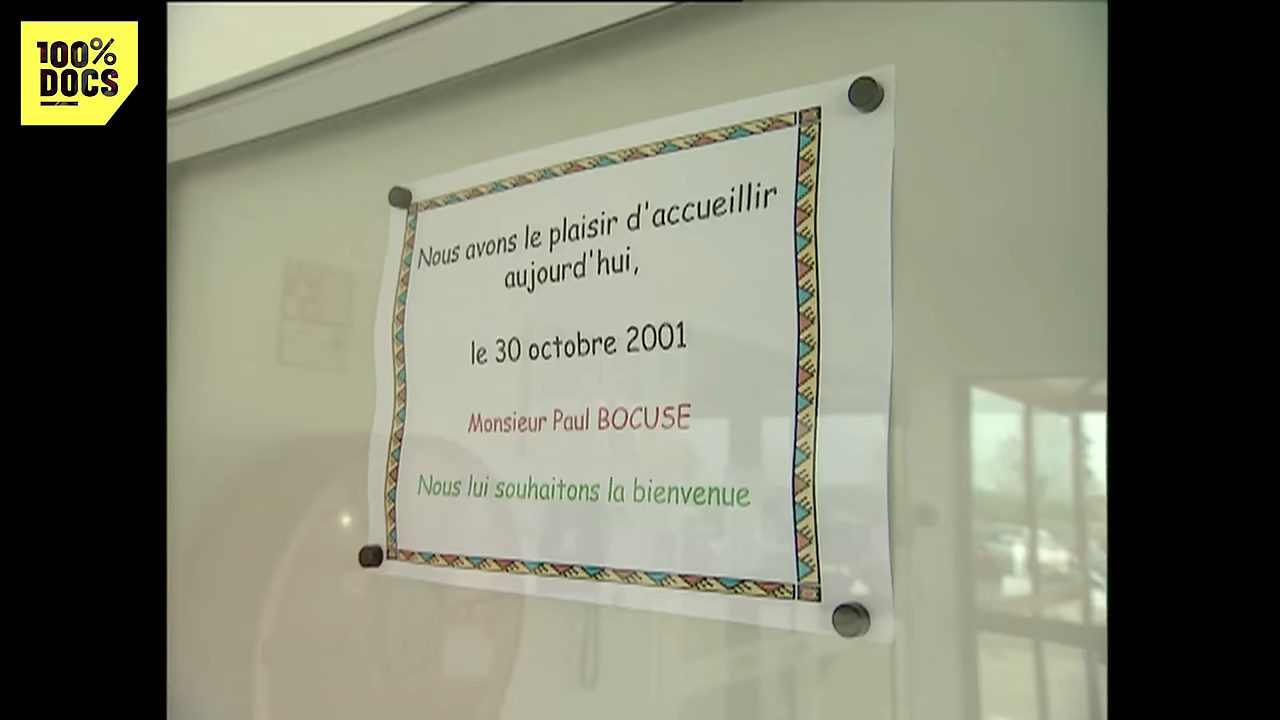 100%
DOCS
Nous avons le plaisir d'accueillir
aujourd'hui,
le 30 octobre 2001
Monsieur Paul BOCUSE
Nous lui souhaitons la bienvenue